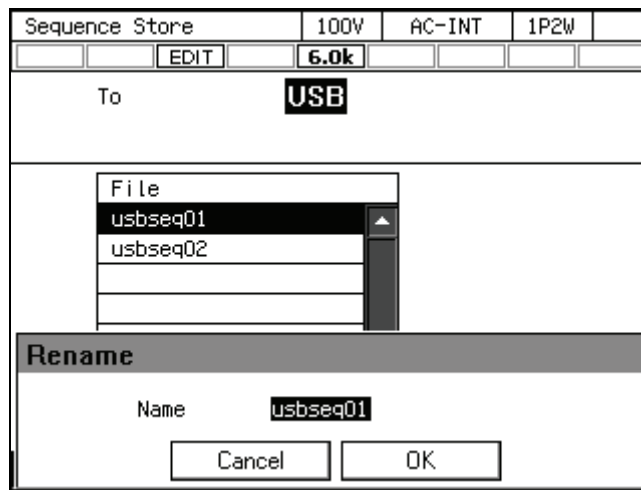 Sequence Store 100V AC-INT 1P2W
EDIT 6.0k
To USB
File
usbseq01
usbseq02
Rename
Name usbseq01
Cancel OK